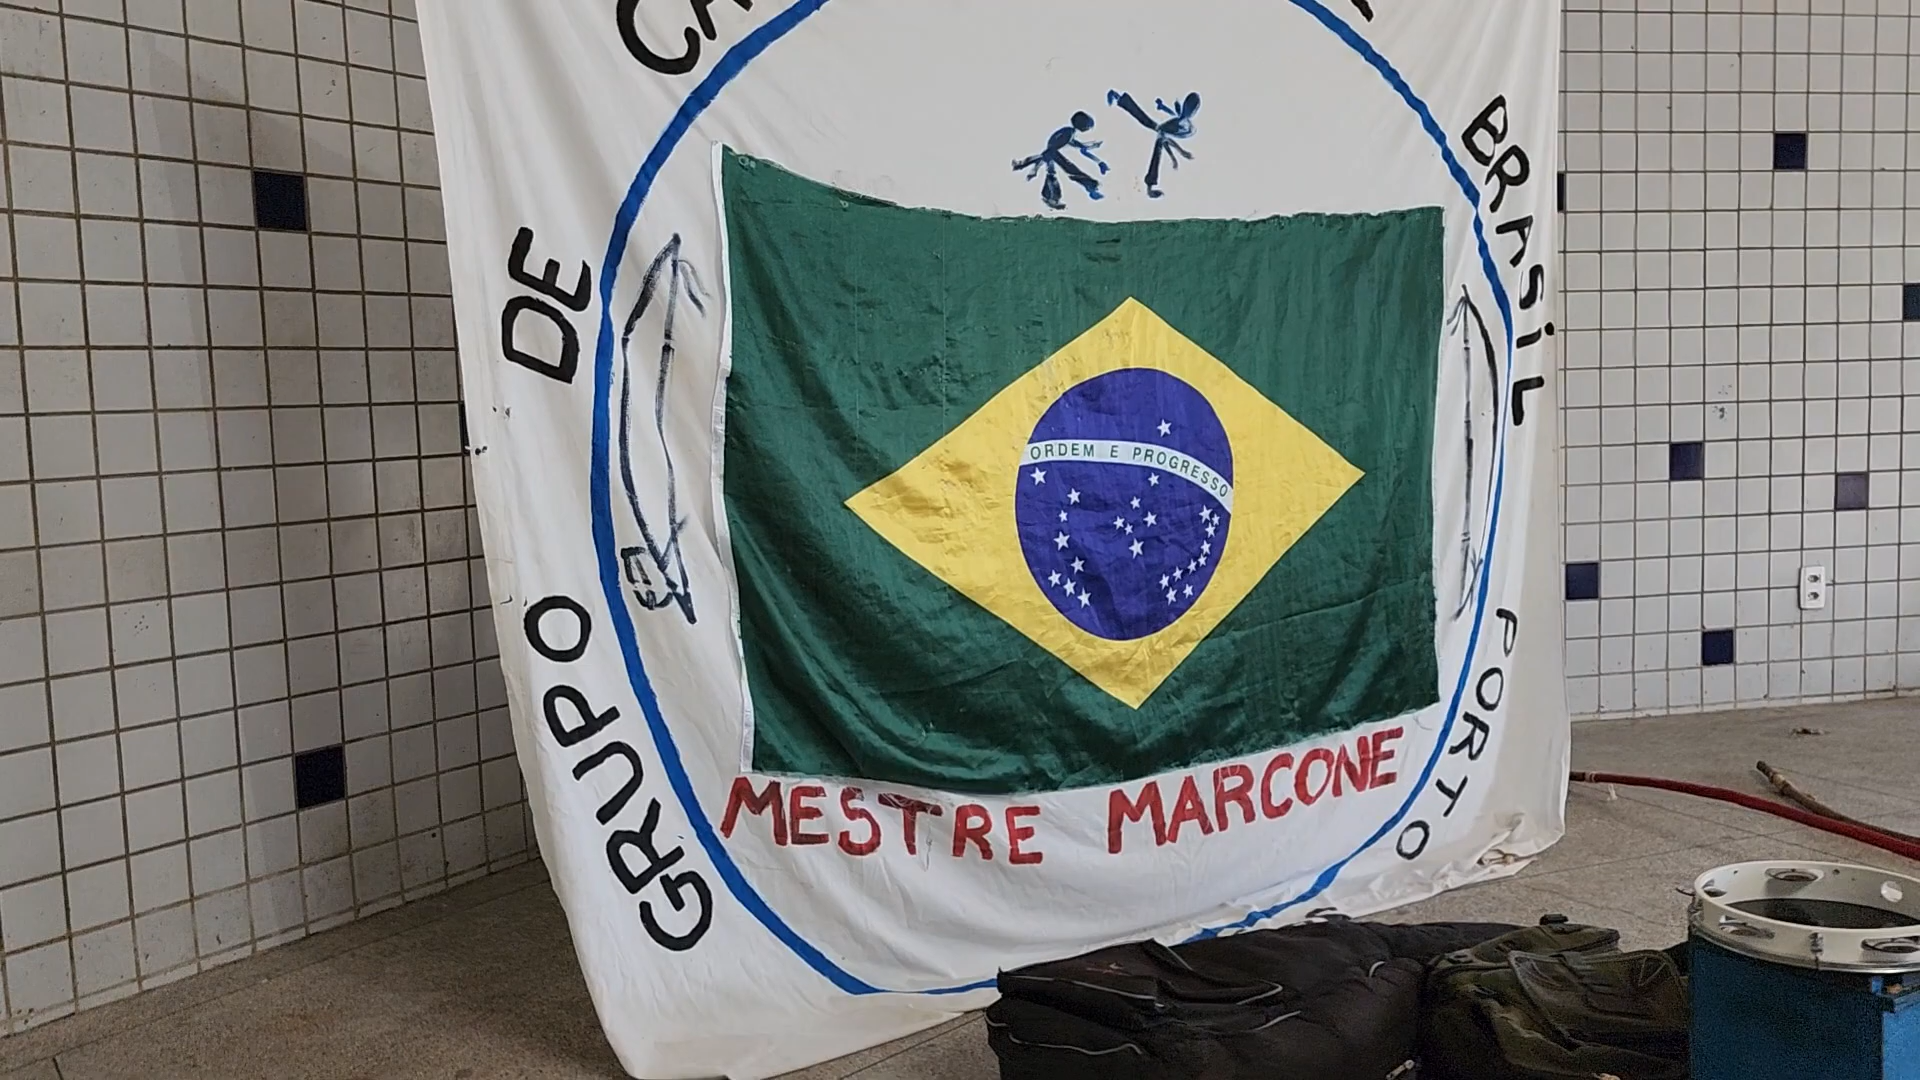 GRUPO DE
BRASIL
PORTO
ORDEM E PROGRESSO
MESTRE MARCONE